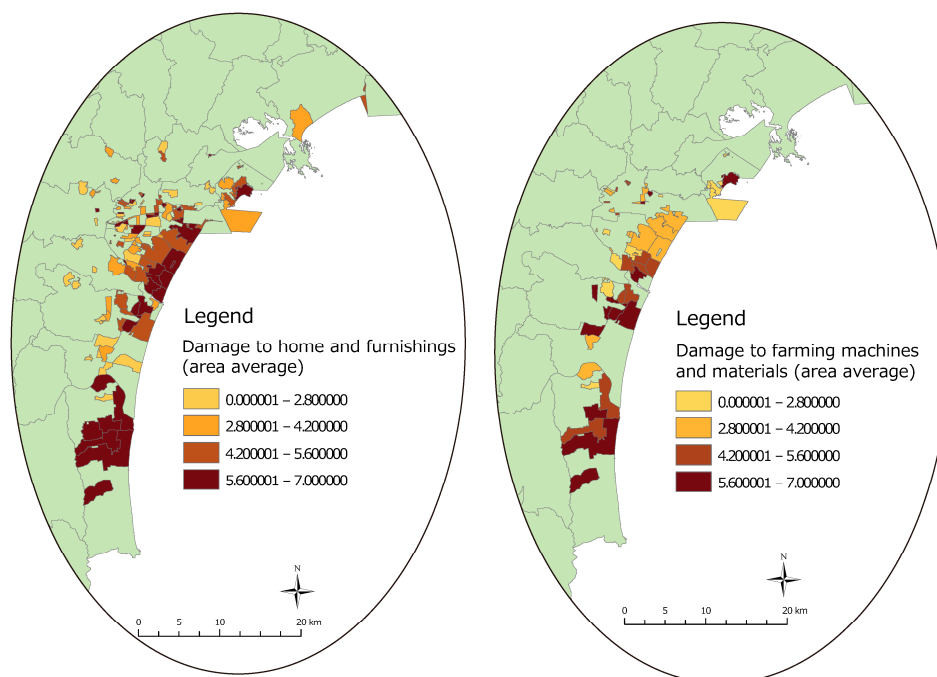 Legend
Damage to home and furnishings
(area average)
0.000001 – 2.800000
2.800001 – 4.200000
4.200001 – 5.600000
5.600001 – 7.000000
N
0 5 10 20 km
Legend
Damage to farming machines
and materials (area average)
0.000001 – 2.800000
2.800001 – 4.200000
4.200001 – 5.600000
5.600001 – 7.000000
N
0 5 10 20 km